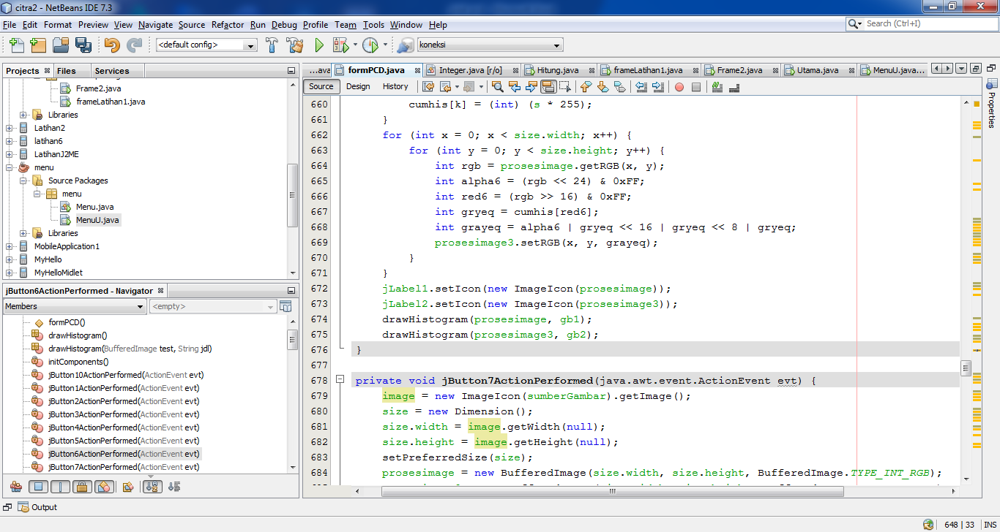 citra2 - NetBeans IDE 7.3
File Edit Format Preview View Navigate Source Refactor Run Debug Profile Team Tools Window Help
Search (Ctrl+I)
<default config>
koneksi
Projects Files Services
Frame2.java
frameLatihan1.java
Libraries
Latihan2
latihan6
LatihanJ2ME
menu
Source Packages
menu
Menu.java
MenuU.java
Libraries
MobileApplication1
MyHello
MyHelloMidlet
jButton6ActionPerformed - Navigator
Members
<empty>
formPCD()
drawHistogram()
drawHistogram(BufferedImage test, String jdl)
initComponents()
jButton10ActionPerformed(ActionEvent evt)
jButton1ActionPerformed(ActionEvent evt)
jButton2ActionPerformed(ActionEvent evt)
jButton3ActionPerformed(ActionEvent evt)
jButton4ActionPerformed(ActionEvent evt)
jButton5ActionPerformed(ActionEvent evt)
jButton6ActionPerformed(ActionEvent evt)
jButton7ActionPerformed(ActionEvent evt)
Output
...ava formPCD.java Integer.java [r/o] Hitung.java frameLatihan1.java Frame2.java Utama.java MenuU.java...
Source Design History
660 cumhis[k] = (int) (s * 255);
661 }
662 for (int x = 0; x < size.width; x++) {
663 for (int y = 0; y < size.height; y++) {
664 int rgb = prosesimage.getRGB(x, y);
665 int alpha6 = (rgb << 24) & 0xFF;
666 int red6 = (rgb >> 16) & 0xFF;
667 int gryeq = cumhis[red6];
668 int grayeq = alpha6 | gryeq << 16 | gryeq << 8 | gryeq;
669 prosesimage3.setRGB(x, y, grayeq);
670 }
671 }
672 jLabel1.setIcon(new ImageIcon(prosesimage));
673 jLabel2.setIcon(new ImageIcon(prosesimage3));
674 drawHistogram(prosesimage, gb1);
675 drawHistogram(prosesimage3, gb2);
676 }
677
678 private void jButton7ActionPerformed(java.awt.event.ActionEvent evt) {
679 image = new ImageIcon(sumberGambar).getImage();
680 size = new Dimension();
681 size.width = image.getWidth(null);
682 size.height = image.getHeight(null);
683 setPreferredSize(size);
684 prosesimage = new BufferedImage(size.width, size.height, BufferedImage.TYPE_INT_RGB);
Properties
648 | 33 INS